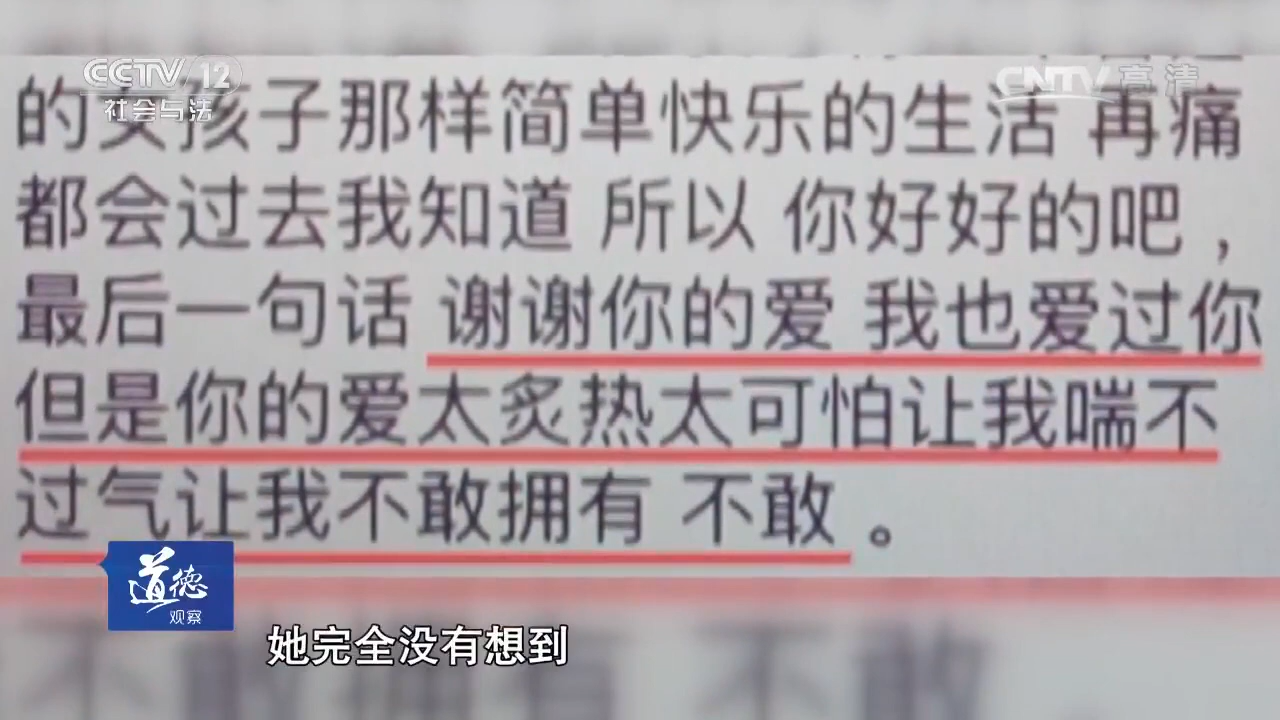 CCTV 12
社会与法
CNTV 高清
的女孩子那样简单快乐的生活 再痛
都会过去我知道 所以 你好好的吧，
最后一句话 谢谢你的爱 我也爱过你
但是你的爱太炙热太可怕让我喘不
过气让我不敢拥有 不敢 。
道德
观察
她完全没有想到